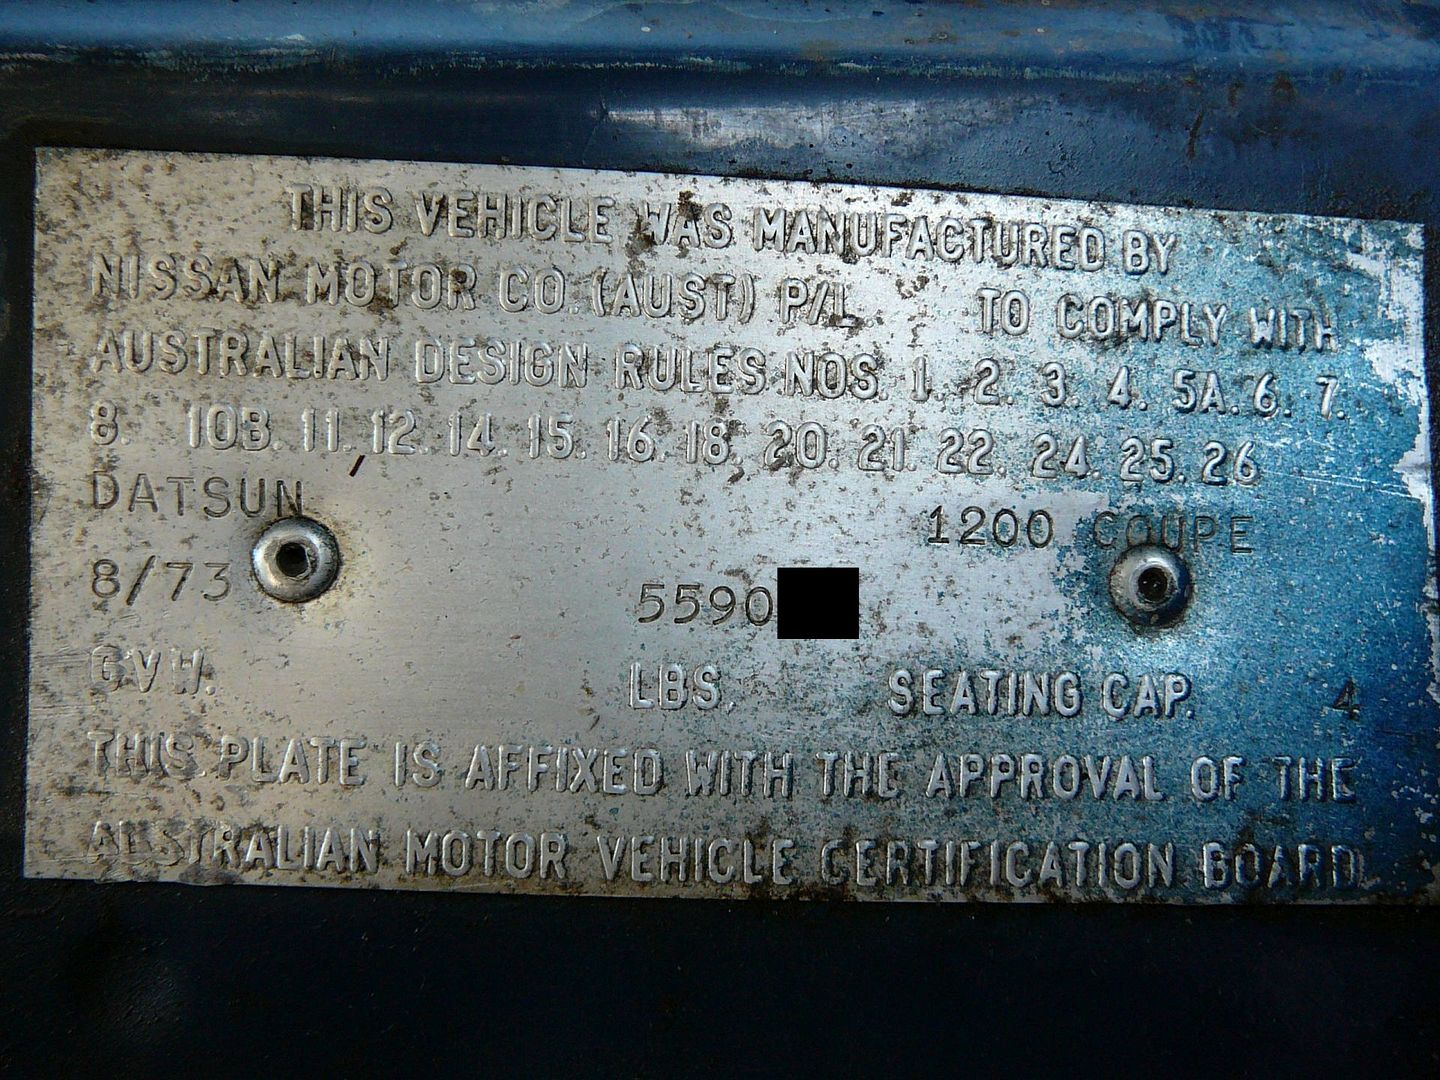 THIS VEHICLE WAS MANUFACTURED BY
NISSAN MOTOR CO. (AUST) P/L TO COMPLY WITH
AUSTRALIAN DESIGN RULES NOS. 1. 2. 3. 4. 5A. 6. 7.
8. 10B. 11. 12. 14. 15. 16. 18. 20. 21. 22. 24. 25. 26
DATSUN 1200 COUPE
8/73 5590
GVW. LBS. SEATING CAP. 4
THIS PLATE IS AFFIXED WITH THE APPROVAL OF THE
AUSTRALIAN MOTOR VEHICLE CERTIFICATION BOARD